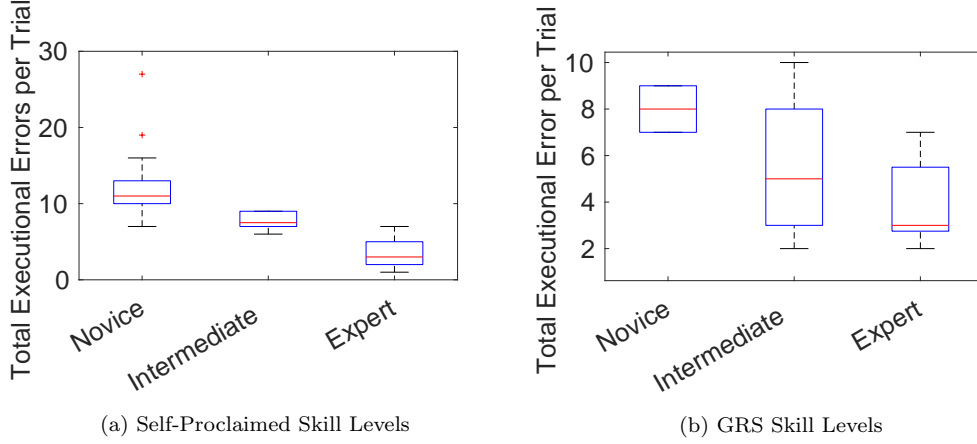 Total Executional Errors per Trial
30
20
10
0
Novice
Intermediate
Expert
(a) Self-Proclaimed Skill Levels
Total Executional Error per Trial
10
8
6
4
2
Novice
Intermediate
Expert
(b) GRS Skill Levels